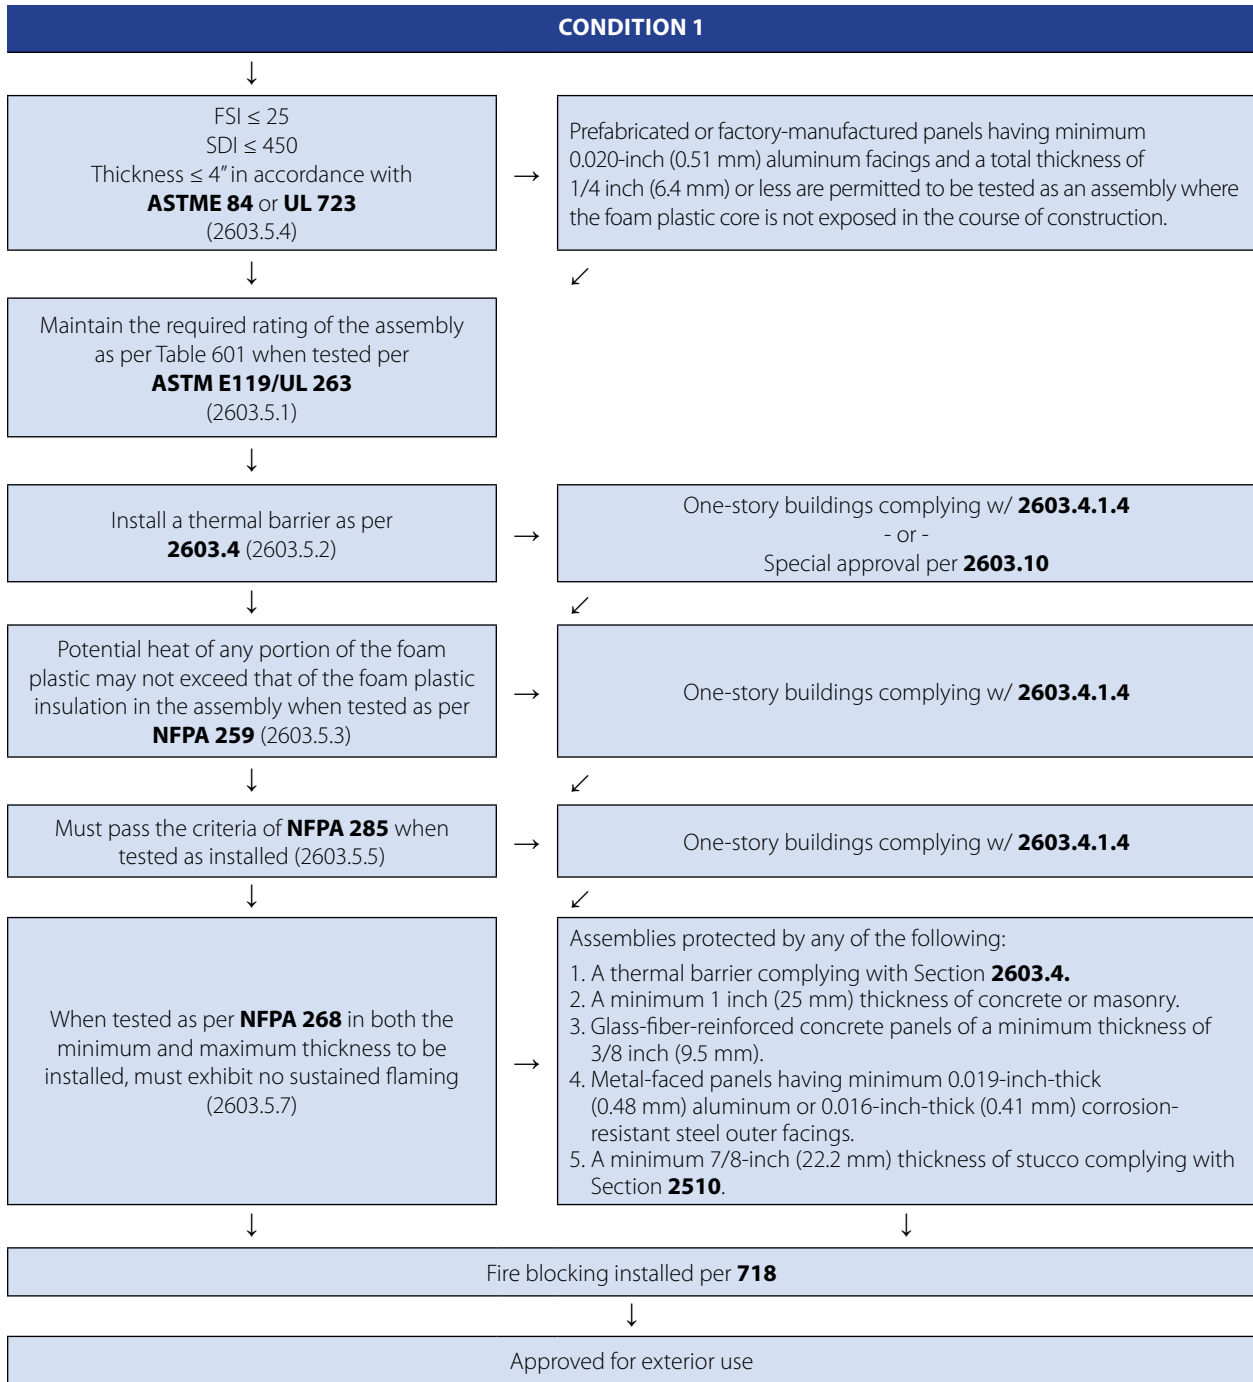 CONDITION 1
↓
FSI ≤ 25
SDI ≤ 450
Thickness ≤ 4” in accordance with
ASTME 84 or UL 723
(2603.5.4)
→
Prefabricated or factory-manufactured panels having minimum
0.020-inch (0.51 mm) aluminum facings and a total thickness of
1/4 inch (6.4 mm) or less are permitted to be tested as an assembly where
the foam plastic core is not exposed in the course of construction.
↓
↙
Maintain the required rating of the assembly
as per Table 601 when tested per
ASTM E119/UL 263
(2603.5.1)
↓
Install a thermal barrier as per
2603.4 (2603.5.2)
→
One-story buildings complying w/ 2603.4.1.4
- or -
Special approval per 2603.10
↓
↙
Potential heat of any portion of the foam
plastic may not exceed that of the foam plastic
insulation in the assembly when tested as per
NFPA 259 (2603.5.3)
→
One-story buildings complying w/ 2603.4.1.4
↓
↙
Must pass the criteria of NFPA 285 when
tested as installed (2603.5.5)
→
One-story buildings complying w/ 2603.4.1.4
↓
↙
When tested as per NFPA 268 in both the
minimum and maximum thickness to be
installed, must exhibit no sustained flaming
(2603.5.7)
→
Assemblies protected by any of the following:
1. A thermal barrier complying with Section 2603.4.
2. A minimum 1 inch (25 mm) thickness of concrete or masonry.
3. Glass-fiber-reinforced concrete panels of a minimum thickness of
3/8 inch (9.5 mm).
4. Metal-faced panels having minimum 0.019-inch-thick
(0.48 mm) aluminum or 0.016-inch-thick (0.41 mm) corrosion-
resistant steel outer facings.
5. A minimum 7/8-inch (22.2 mm) thickness of stucco complying with
Section 2510.
↓
↓
Fire blocking installed per 718
↓
Approved for exterior use